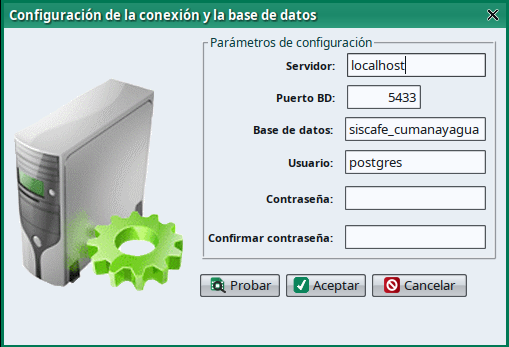 Configuración de la conexión y la base de datos
Parámetros de configuración
Servidor: localhost
Puerto BD: 5433
Base de datos: siscafe_cumanayagua
Usuario: postgres
Contraseña:
Confirmar contraseña:
Probar Aceptar Cancelar